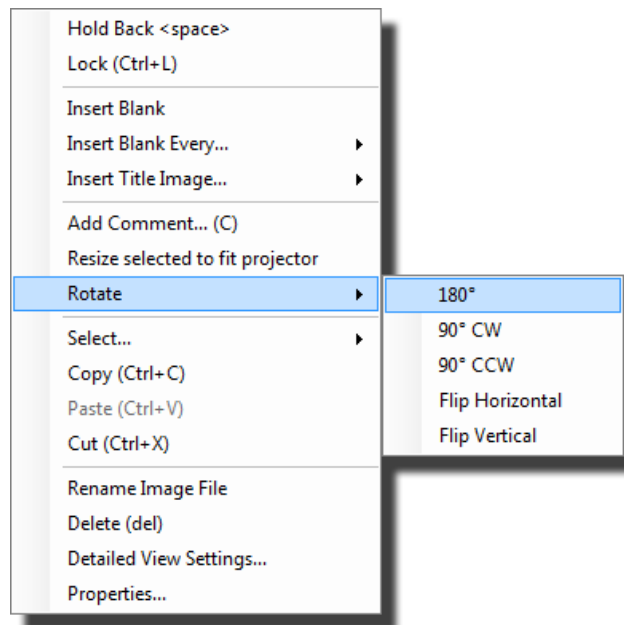 Hold Back <space>
Lock (Ctrl+L)
Insert Blank
Insert Blank Every...
Insert Title Image...
Add Comment... (C)
Resize selected to fit projector
Rotate
180°
90° CW
90° CCW
Flip Horizontal
Flip Vertical
Select...
Copy (Ctrl+C)
Paste (Ctrl+V)
Cut (Ctrl+X)
Rename Image File
Delete (del)
Detailed View Settings...
Properties...